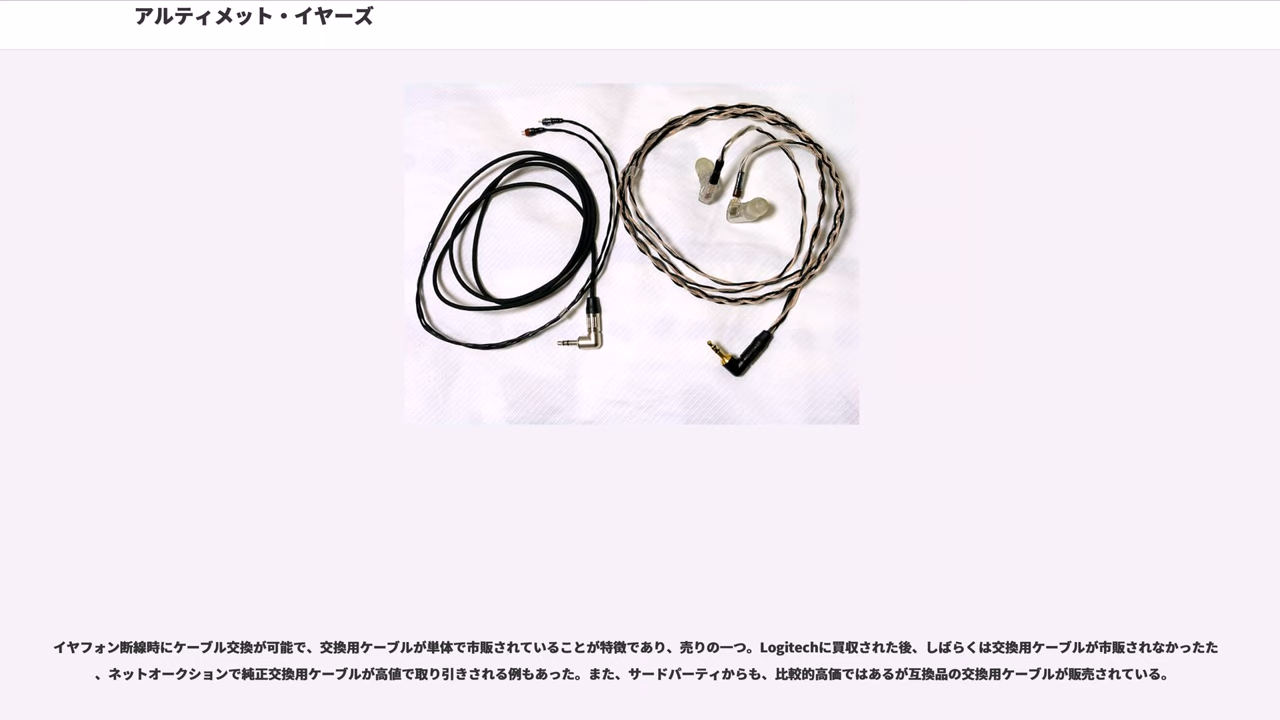 アルティメット・イヤーズ
イヤフォン断線時にケーブル交換が可能で、交換用ケーブルが単体で市販されていることが特徴であり、売りの一つ。Logitechに買収された後、しばらくは交換用ケーブルが市販されなかったた
、ネットオークションで純正交換用ケーブルが高値で取り引きされる例もあった。また、サードパーティからも、比較的高価ではあるが互換品の交換用ケーブルが販売されている。